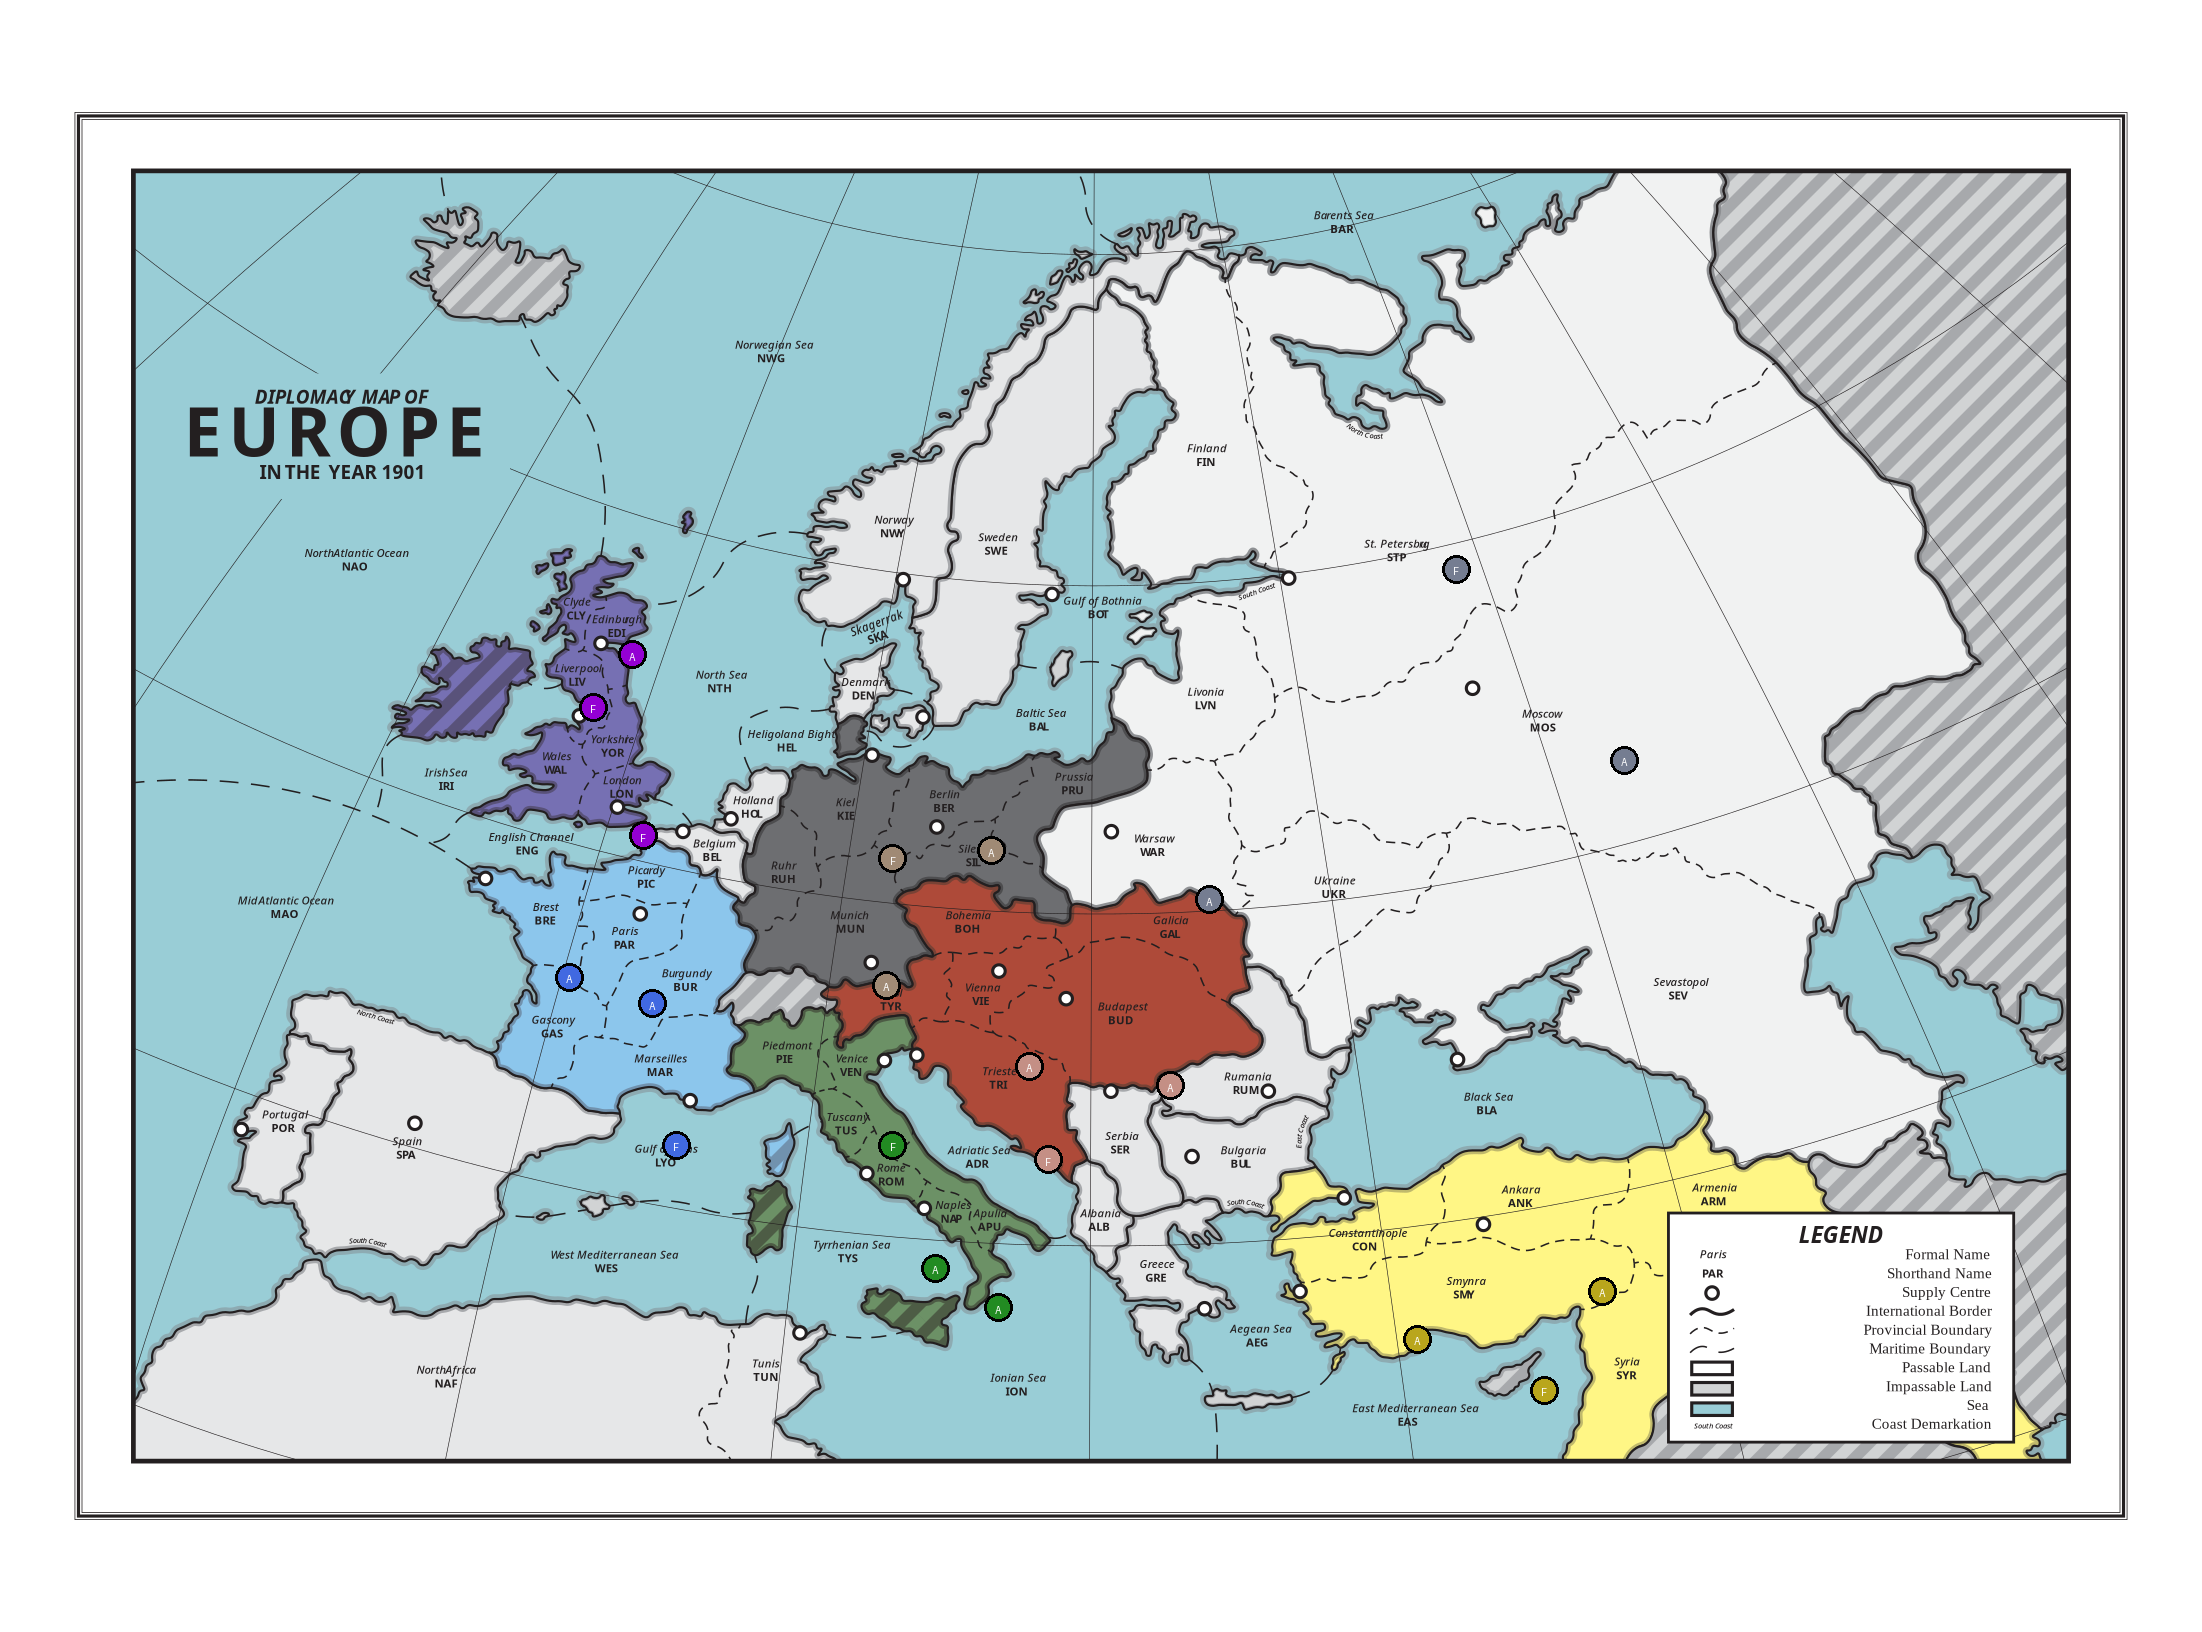 Barents Sea
BAR
Norwegian Sea
NWG
DIPLOMACY MAP OF
EUROPE
IN THE YEAR 1901
North Coast
Finland
FIN
Norway
NWY
Sweden
SWE
St. Petersburg
STP
F
NorthAtlantic Ocean
NAO
South Coast
Clyde
CLY
Edinburgh
EDI
A
Skagerrak
SKA
Gulf of Bothnia
BOT
Liverpool
LIV
F
North Sea
NTH
Denmark
DEN
Livonia
LVN
Baltic Sea
BAL
Moscow
MOS
A
Heligoland Bight
HEL
Yorkshire
YOR
Wales
WAL
IrishSea
IRI
London
LON
Prussia
PRU
Holland
HOL
Kiel
KIE
Berlin
BER
English Channel
ENG
F
Belgium
BEL
Warsaw
WAR
SIL
A
F
Ruhr
RUH
Picardy
PIC
Ukraine
UKR
MidAtlantic Ocean
MAO
Brest
BRE
Paris
PAR
Munich
MUN
Bohemia
BOH
Galicia
GAL
A
A
Burgundy
BUR
A
A
TYR
Vienna
VIE
Budapest
BUD
Sevastopol
SEV
North Coast
Gascony
GAS
Marseilles
MAR
Piedmont
PIE
Venice
VEN
Trieste
TRI
A
A
Rumania
RUM
Black Sea
BLA
Portugal
POR
Spain
SPA
Gulf
LYO
F
Tuscany
TUS
F
Rome
ROM
Adriatic Sea
ADR
F
Serbia
SER
Bulgaria
BUL
East Coast
South Coast
Naples
NAP
Apulia
APU
Albania
ALB
Ankara
ANK
Armenia
ARM
Constantinople
CON
South Coast
West Mediterranean Sea
WES
Tyrrhenian Sea
TYS
A
A
Greece
GRE
Smynra
SMY
A
A
Aegean Sea
AEG
NorthAfrica
NAF
Tunis
TUN
Ionian Sea
ION
East Mediterranean Sea
EAS
F
Syria
SYR
LEGEND
Paris Formal Name
PAR Shorthand Name
Supply Centre
International Border
Provincial Boundary
Maritime Boundary
Passable Land
Impassable Land
Sea
South Coast Coast Demarkation